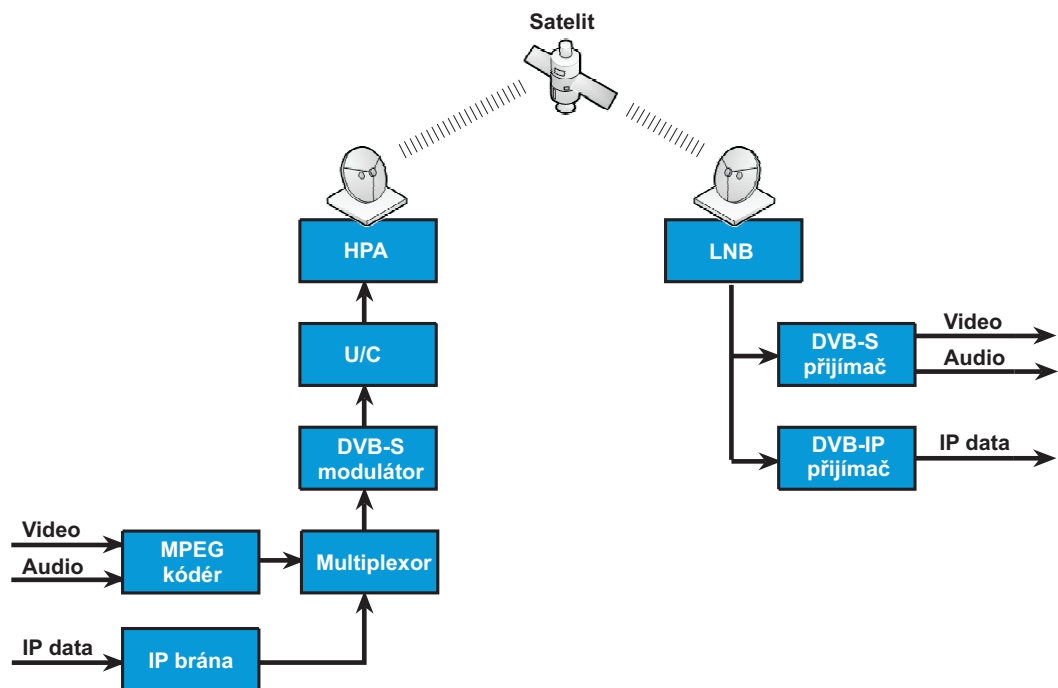 Satelit
HPA
LNB
U/C
Video
DVB-S
přijímač
Audio
DVB-S
modulátor
DVB-IP
přijímač
IP data
Video
Audio
MPEG
kódér
Multiplexor
IP data
IP brána